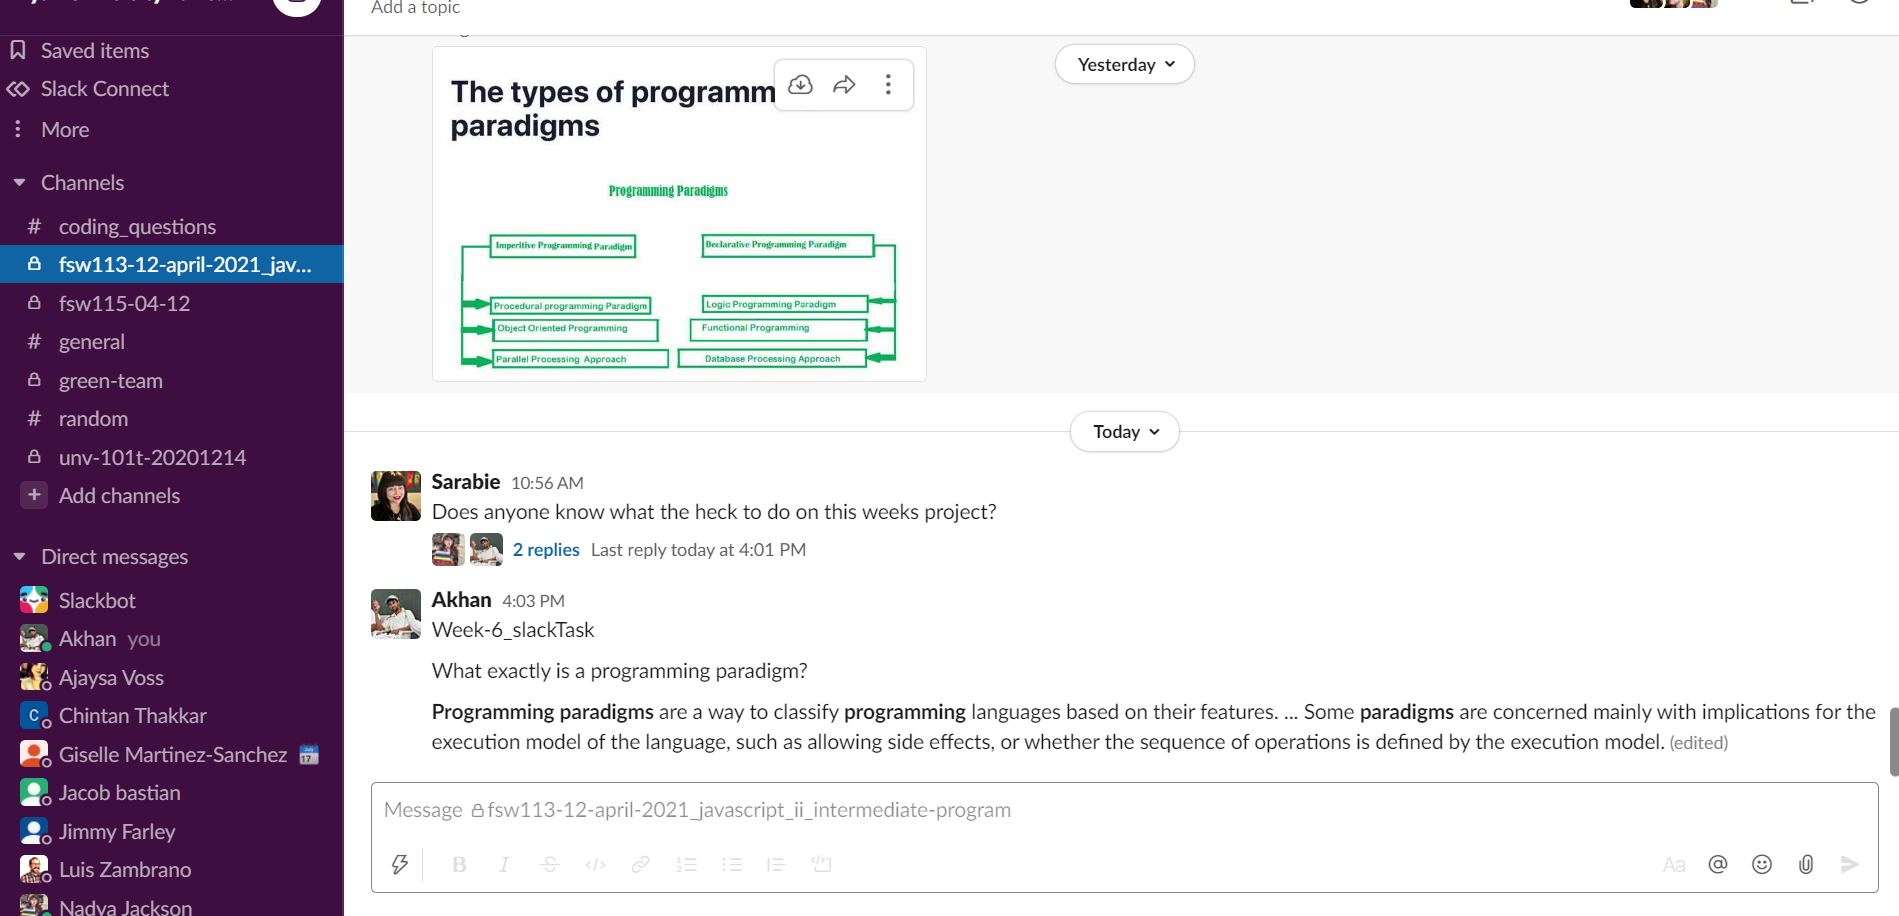 Add a topic
Saved items
Slack Connect
More
Channels
# coding_questions
fsw113-12-april-2021_jav...
fsw115-04-12
# general
green-team
# random
unv-101t-20201214
+ Add channels
Direct messages
Slackbot
Akhan you
Ajaysa Voss
C Chintan Thakkar
Giselle Martinez-Sanchez 17
Jacob bastian
Jimmy Farley
Luis Zambrano
Nadya Jackson
Yesterday
The types of programm
paradigms
Programming Paradigms
Imperitive Programming Paradigm
Declarative Programming Paradigm
Procedural programming Paradigm
Logic Programming Paradigm
Object Oriented Programming
Functional Programming
Parallel Processing Approach
Database Processing Approach
Today
Sarabie 10:56 AM
Does anyone know what the heck to do on this weeks project?
2 replies Last reply today at 4:01 PM
Akhan 4:03 PM
Week-6_slackTask
What exactly is a programming paradigm?
Programming paradigms are a way to classify programming languages based on their features. ... Some paradigms are concerned mainly with implications for the
execution model of the language, such as allowing side effects, or whether the sequence of operations is defined by the execution model. (edited)
Message fsw113-12-april-2021_javascript_ii_intermediate-program
B I S </> Aa @